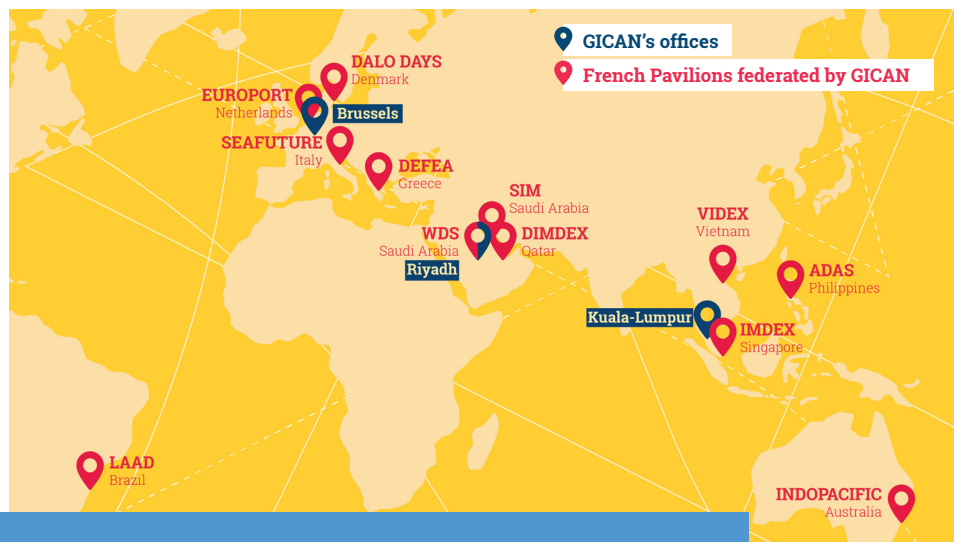 GICAN's offices
French Pavilions federated by GICAN
DALO DAYS
Denmark
EUROPORT
Netherlands
Brussels
SEAFUTURE
Italy
DEFEA
Greece
SIM
Saudi Arabia
WDS
Saudi Arabia
Riyadh
DIMDEX
Qatar
VIDEX
Vietnam
ADAS
Philippines
Kuala-Lumpur
IMDEX
Singapore
LAAD
Brazil
INDOPACIFIC
Australia